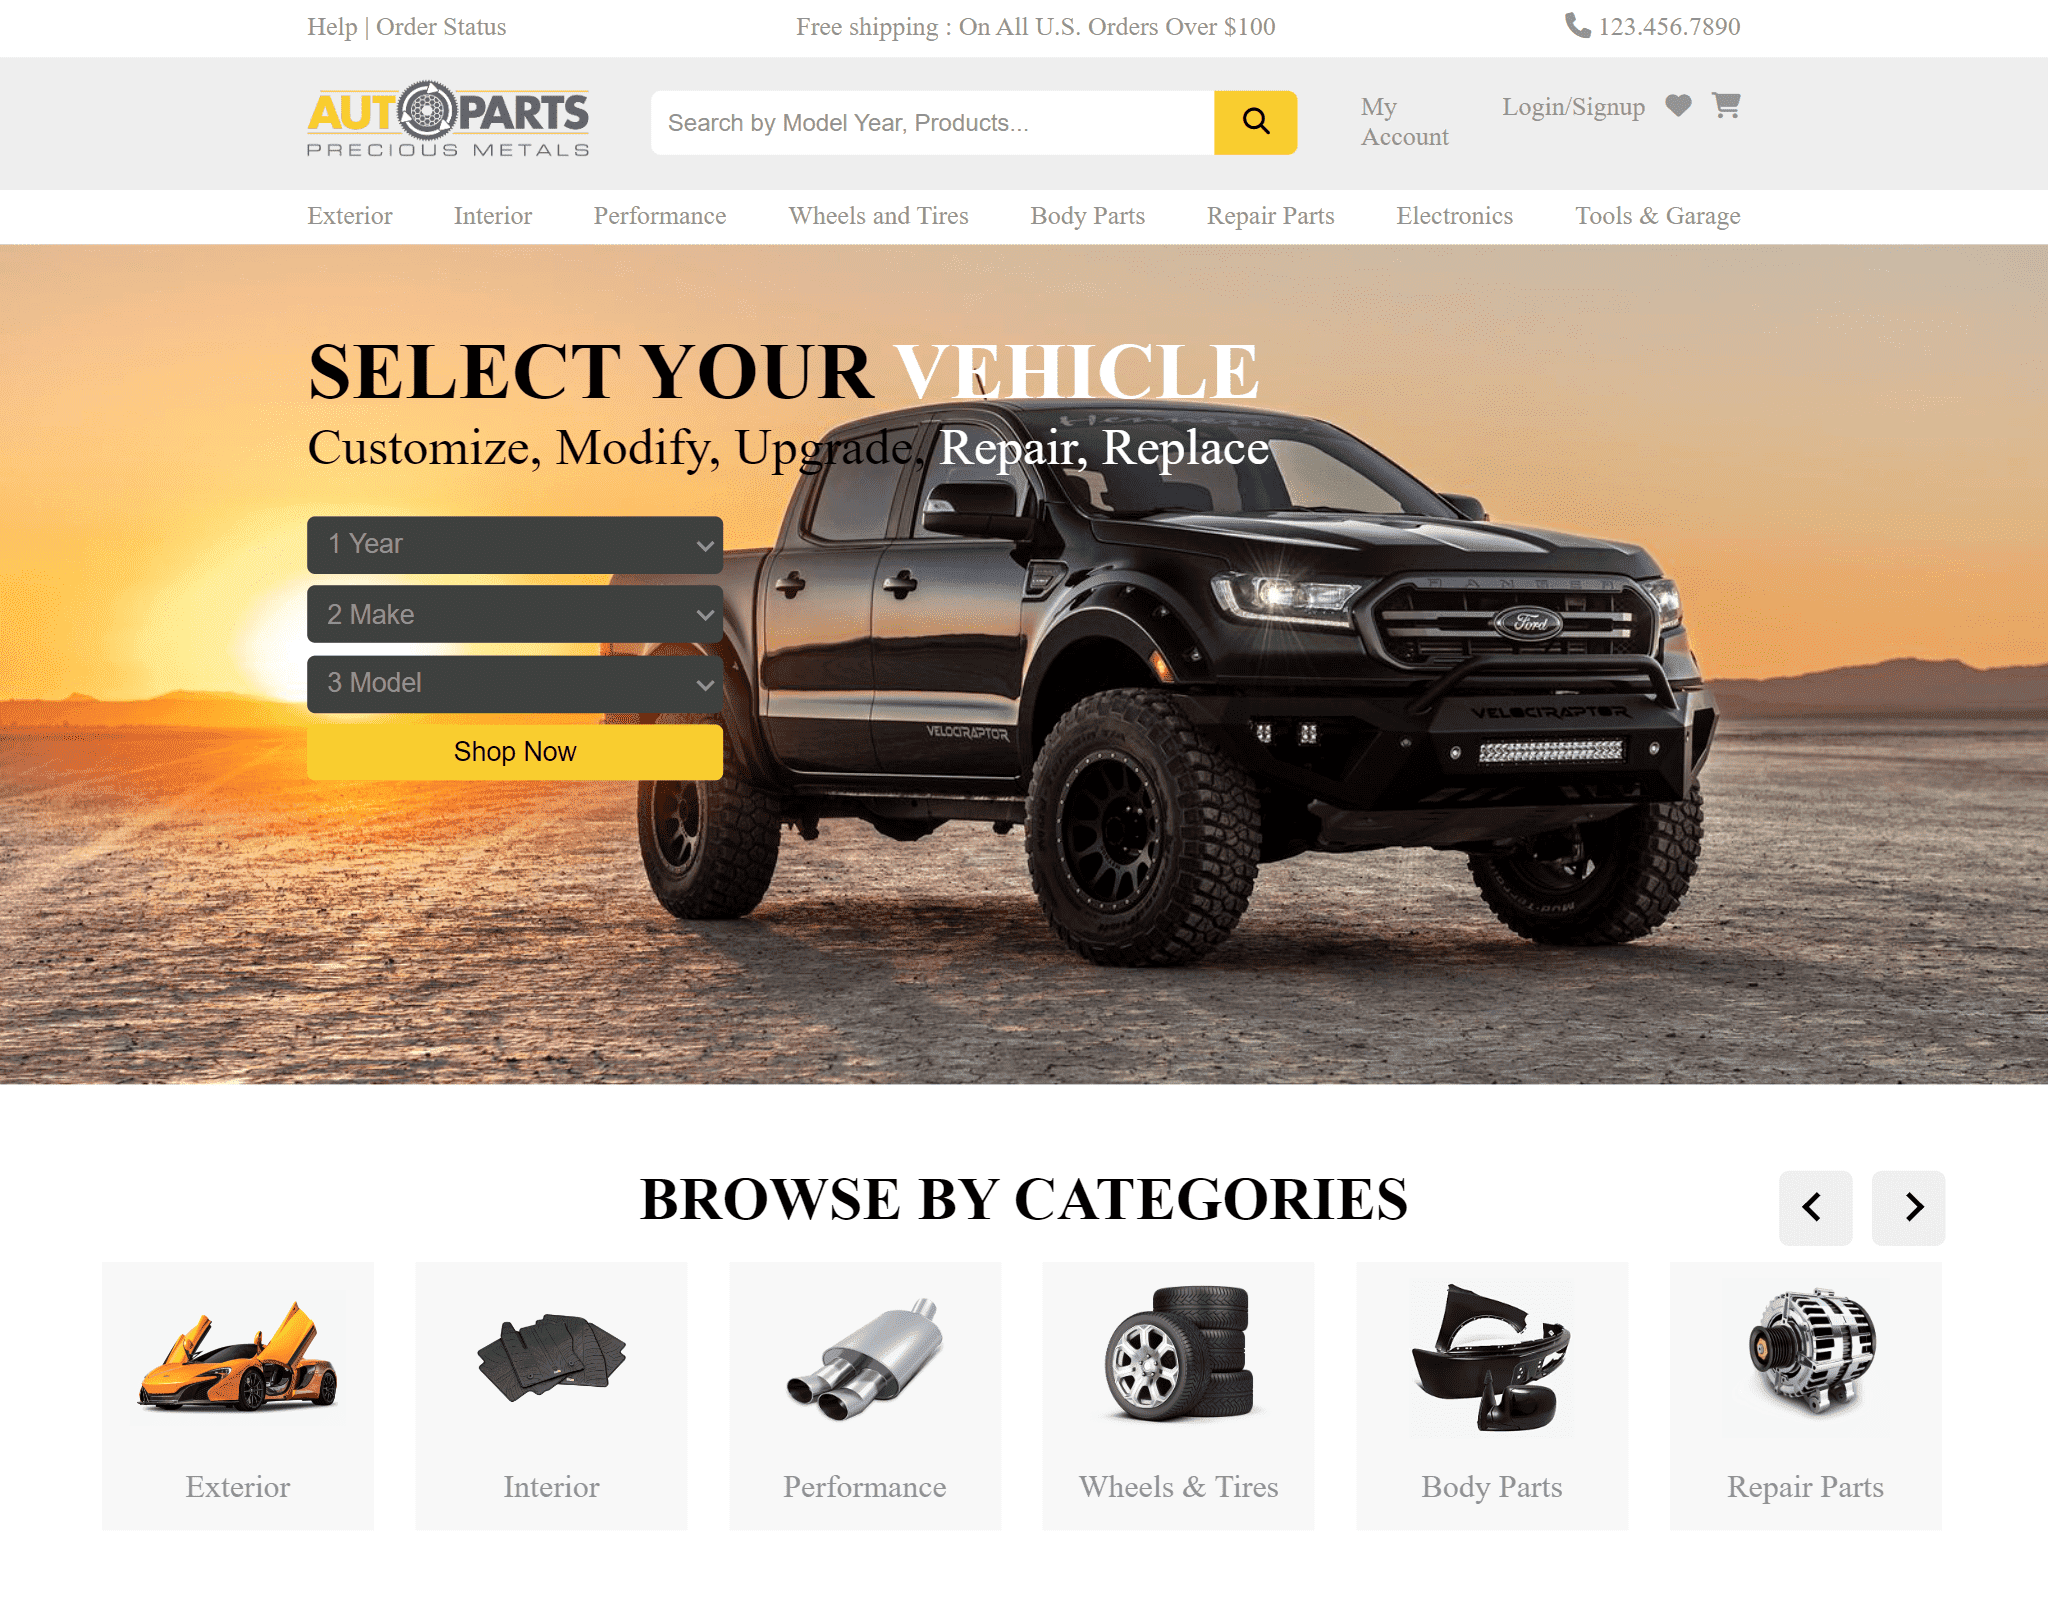 Help | Order Status
Free shipping : On All U.S. Orders Over $100
123.456.7890
AUTOPARTS
PRECIOUS METALS
Search by Model Year, Products...
My
Account
Login/Signup
Exterior
Interior
Performance
Wheels and Tires
Body Parts
Repair Parts
Electronics
Tools & Garage
SELECT YOUR VEHICLE
Customize, Modify, Upgrade, Repair, Replace
1 Year
2 Make
3 Model
Shop Now
RANGER
Ford
VELOCIRAPTOR
VELOCIRAPTOR
BROWSE BY CATEGORIES
Exterior
Interior
Performance
Wheels & Tires
Body Parts
Repair Parts